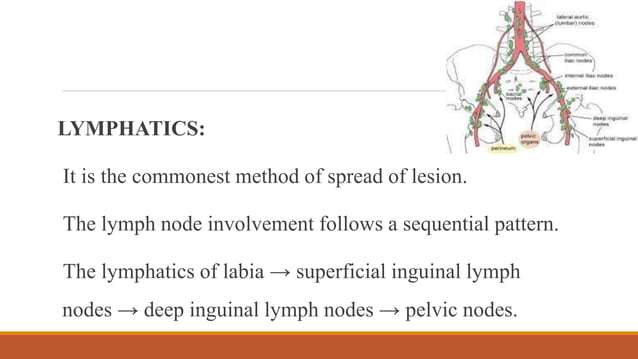 lateral aortic
(lumbar) nodes
common
iliac nodes
internal iliac nodes
external iliac nodes
sacral
nodes
deep inguinal
nodes
pelvic
organs
superficial inguinal
nodes
perineum
LYMPHATICS:
It is the commonest method of spread of lesion.
The lymph node involvement follows a sequential pattern.
The lymphatics of labia → superficial inguinal lymph
nodes → deep inguinal lymph nodes → pelvic nodes.